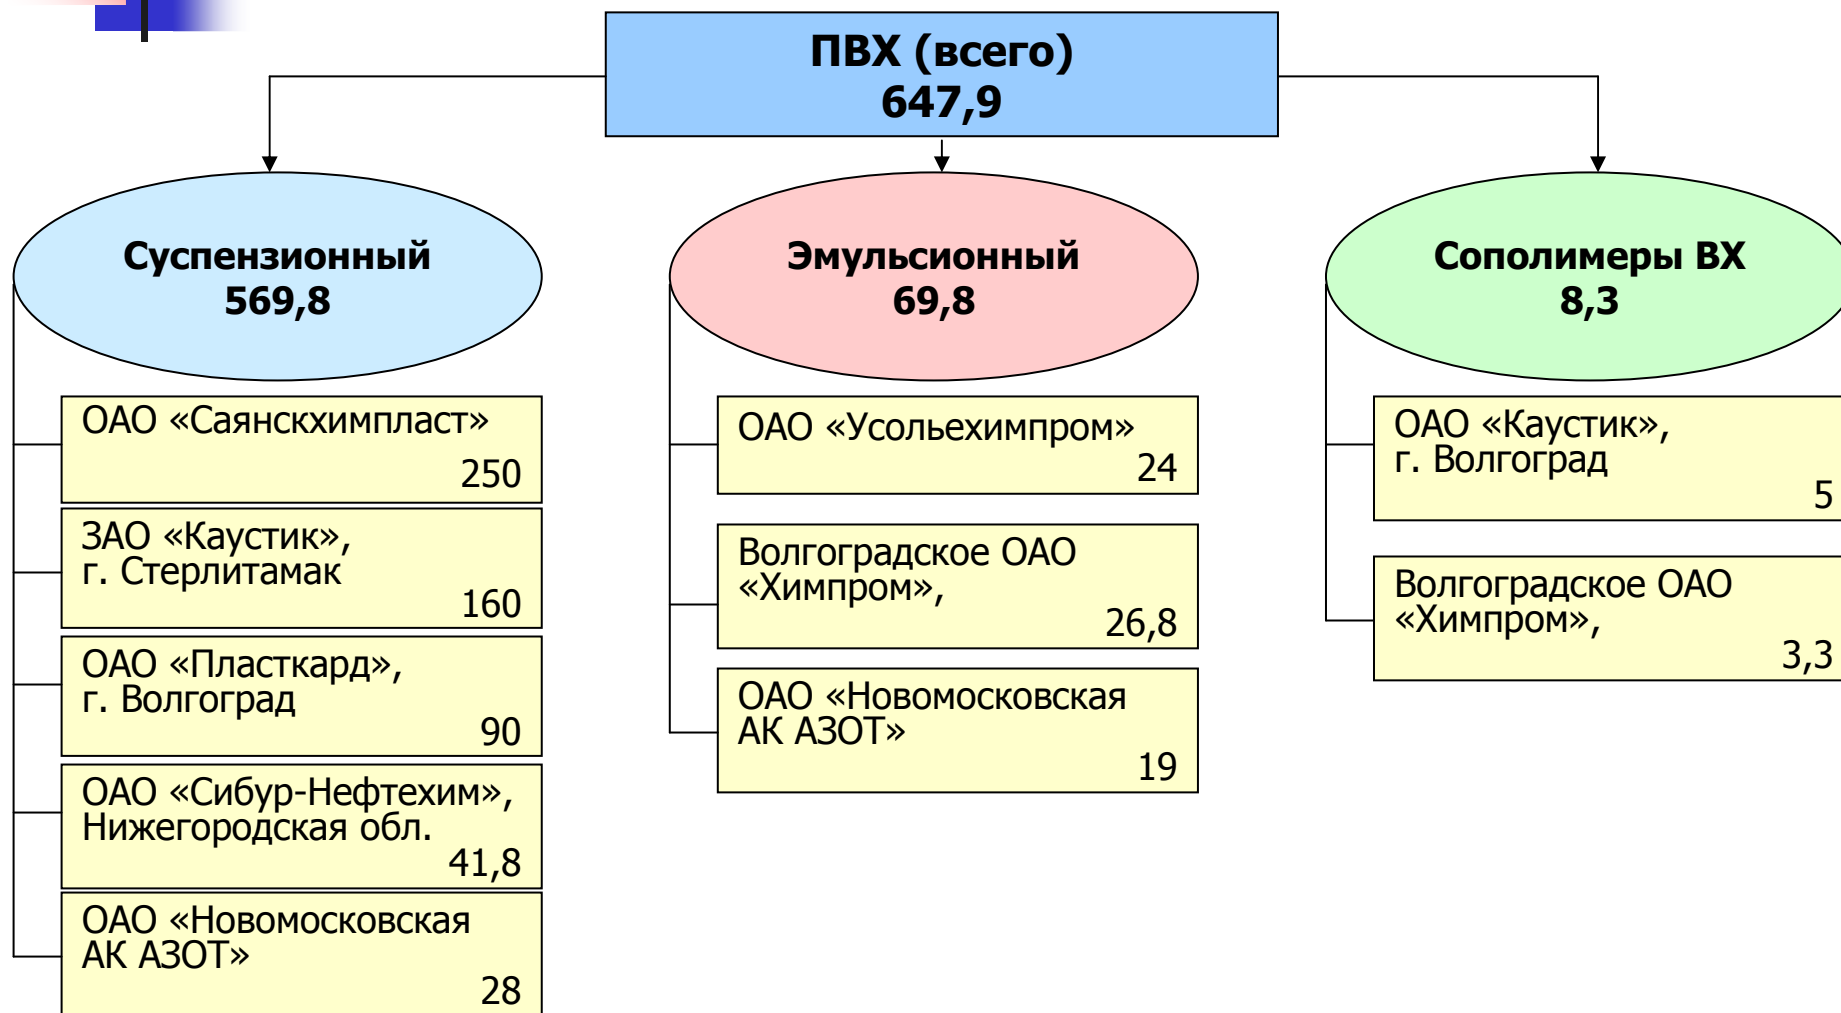 ПВХ (всего)
647,9
Суспензионный
569,8
ОАО «Саянскхимпласт»
250
ЗАО «Каустик»,
г. Стерлитамак
160
ОАО «Пласткард»,
г. Волгоград
90
ОАО «Сибур-Нефтехим»,
Нижегородская обл.
41,8
ОАО «Новомосковская
АК АЗОТ»
28
Эмульсионный
69,8
ОАО «Усольехимпром»
24
Волгоградское ОАО
«Химпром»,
26,8
ОАО «Новомосковская
АК АЗОТ»
19
Сополимеры ВХ
8,3
ОАО «Каустик»,
г. Волгоград
5
Волгоградское ОАО
«Химпром»,
3,3